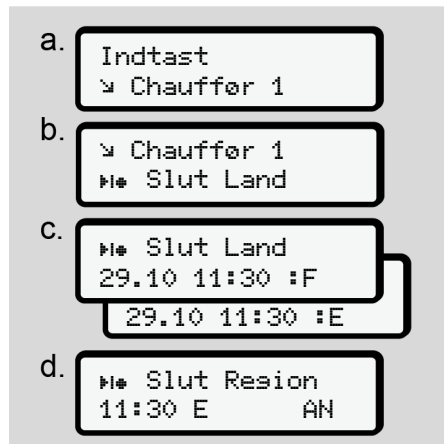 a.
Indtast
↘ Chauffør 1
b.
↘ Chauffør 1
Slut Land
c.
Slut Land
29.10 11:30 :F
29.10 11:30 :E
d.
Slut Region
11:30 E AN